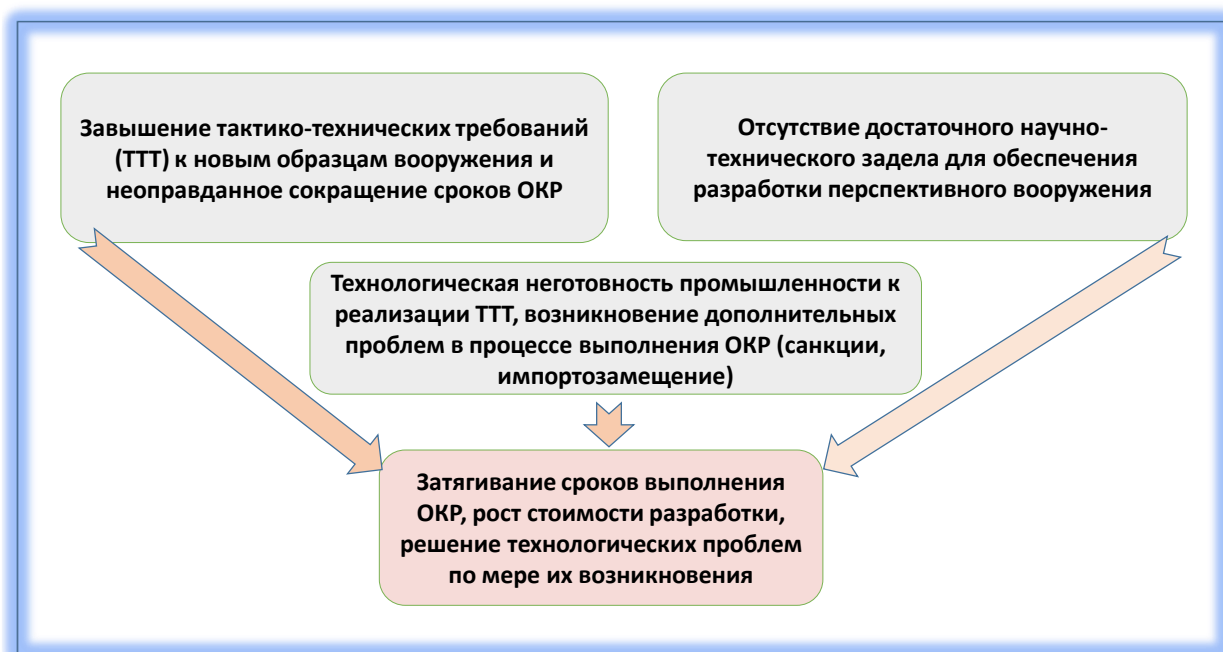 Завышение тактико-технических требований
(ТТТ) к новым образцам вооружения и
неоправданное сокращение сроков ОКР
Отсутствие достаточного научно-
технического задела для обеспечения
разработки перспективного вооружения
Технологическая неготовность промышленности к
реализации ТТТ, возникновение дополнительных
проблем в процессе выполнения ОКР (санкции,
импортозамещение)
Затягивание сроков выполнения
ОКР, рост стоимости разработки,
решение технологических проблем
по мере их возникновения